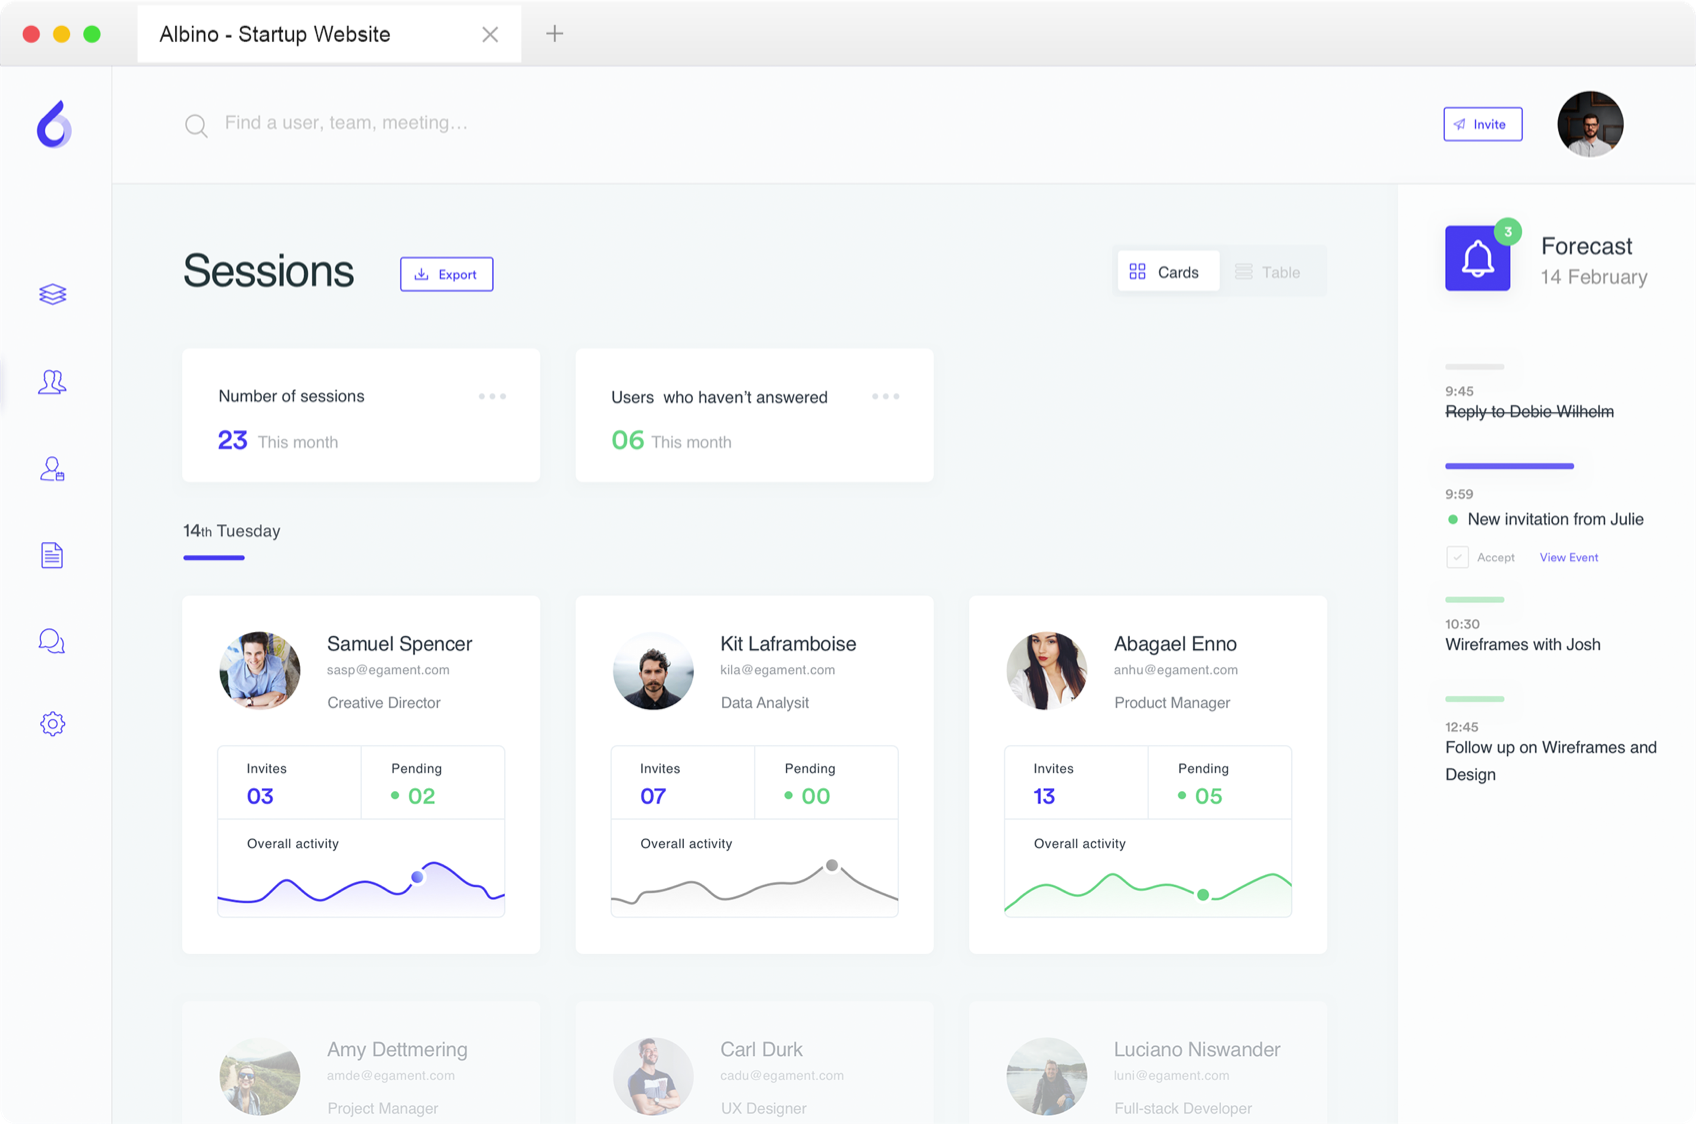 Albino - Startup Website
Find a user, team, meeting...
Invite
Sessions
Export
Cards
Table
Number of sessions
23 This month
Users who haven't answered
06 This month
14th Tuesday
Samuel Spencer
sasp@egament.com
Creative Director
Invites
03
Pending
02
Overall activity
Kit Laframboise
kila@egament.com
Data Analysit
Invites
07
Pending
00
Overall activity
Abagael Enno
anhu@egament.com
Product Manager
Invites
13
Pending
05
Overall activity
Amy Dettmering
amde@egament.com
Project Manager
Carl Durk
cadu@egament.com
UX Designer
Luciano Niswander
luni@egament.com
Full-stack Developer
3
Forecast
14 February
9:45
Reply to Debie Wilhelm
9:59
New invitation from Julie
Accept
View Event
10:30
Wireframes with Josh
12:45
Follow up on Wireframes and
Design